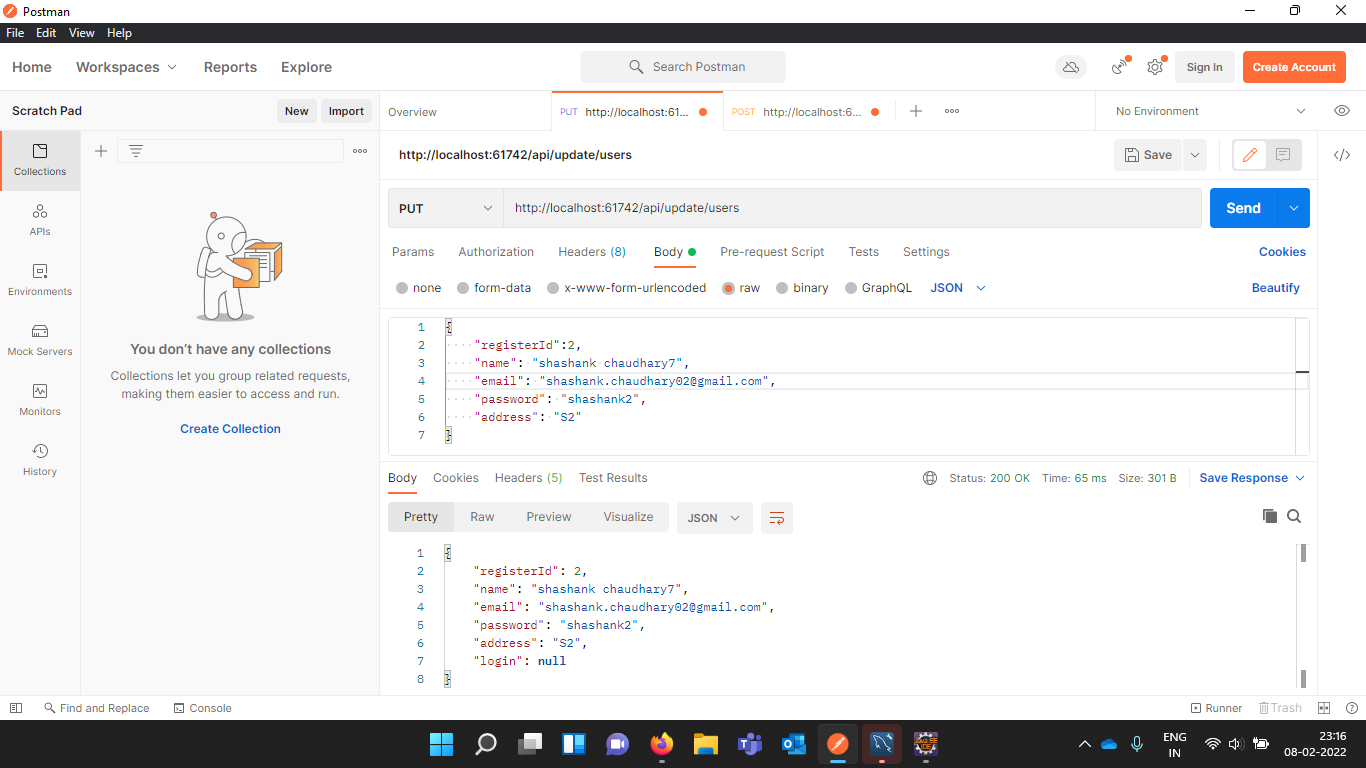 Postman
File Edit View Help
Home Workspaces Reports Explore Search Postman Sign In Create Account
Scratch Pad New Import
Overview PUT http://localhost:61... POST http://localhost:6... No Environment
http://localhost:61742/api/update/users Save
PUT http://localhost:61742/api/update/users Send
Params Authorization Headers (8) Body Pre-request Script Tests Settings Cookies
none form-data x-www-form-urlencoded raw binary GraphQL JSON Beautify
Collections
APIs
Environments
Mock Servers
Monitors
History
You don't have any collections
Collections let you group related requests,
making them easier to access and run.
Create Collection
1 {
2 "registerId":2,
3 "name": "shashank chaudhary7",
4 "email": "shashank.chaudhary02@gmail.com",
5 "password": "shashank2",
6 "address": "S2"
7 }
Body Cookies Headers (5) Test Results Status: 200 OK Time: 65 ms Size: 301 B Save Response
Pretty Raw Preview Visualize JSON
1 {
2 "registerId": 2,
3 "name": "shashank chaudhary7",
4 "email": "shashank.chaudhary02@gmail.com",
5 "password": "shashank2",
6 "address": "S2",
7 "login": null
8 }
Find and Replace Console Runner Trash
ENG
IN
23:16
08-02-2022